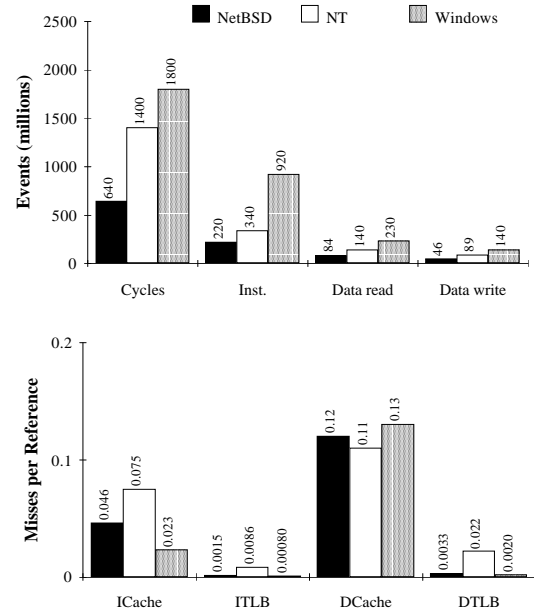 NetBSD NT Windows
2500
2000
1500
1000
500
0
Events (millions)
640 1400 1800
220 340 920
84 140 230
46 89 140
Cycles Inst. Data read Data write
0.2
0.1
0
Misses per Reference
0.046 0.075 0.023
0.0015 0.0086 0.00080
0.12 0.11 0.13
0.0033 0.022 0.0020
ICache ITLB DCache DTLB